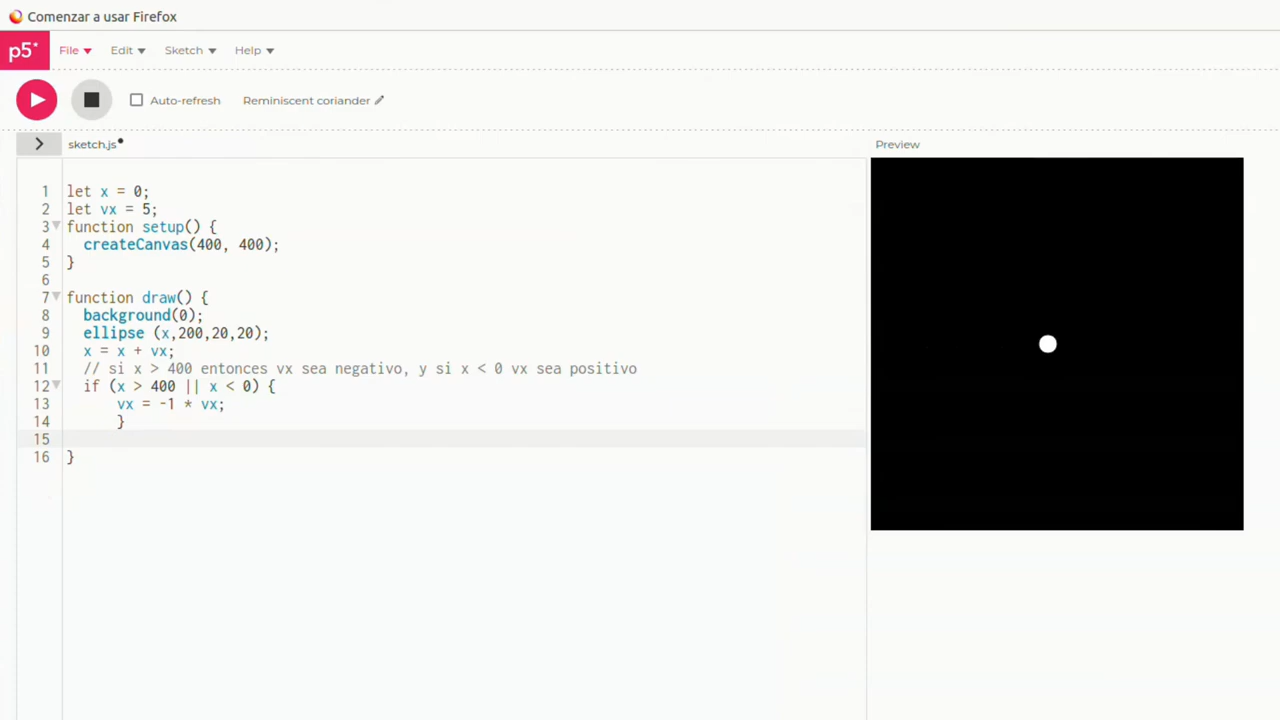 Comenzar a usar Firefox
p5*
File Edit Sketch Help
Auto-refresh Reminiscent coriander
> sketch.js•
Preview
1 let x = 0;
2 let vx = 5;
3 function setup() {
4   createCanvas(400, 400);
5 }
6
7 function draw() {
8   background(0);
9   ellipse (x,200,20,20);
10   x = x + vx;
11   // si x > 400 entonces vx sea negativo, y si x < 0 vx sea positivo
12   if (x > 400 || x < 0) {
13       vx = -1 * vx;
14       }
15
16 }